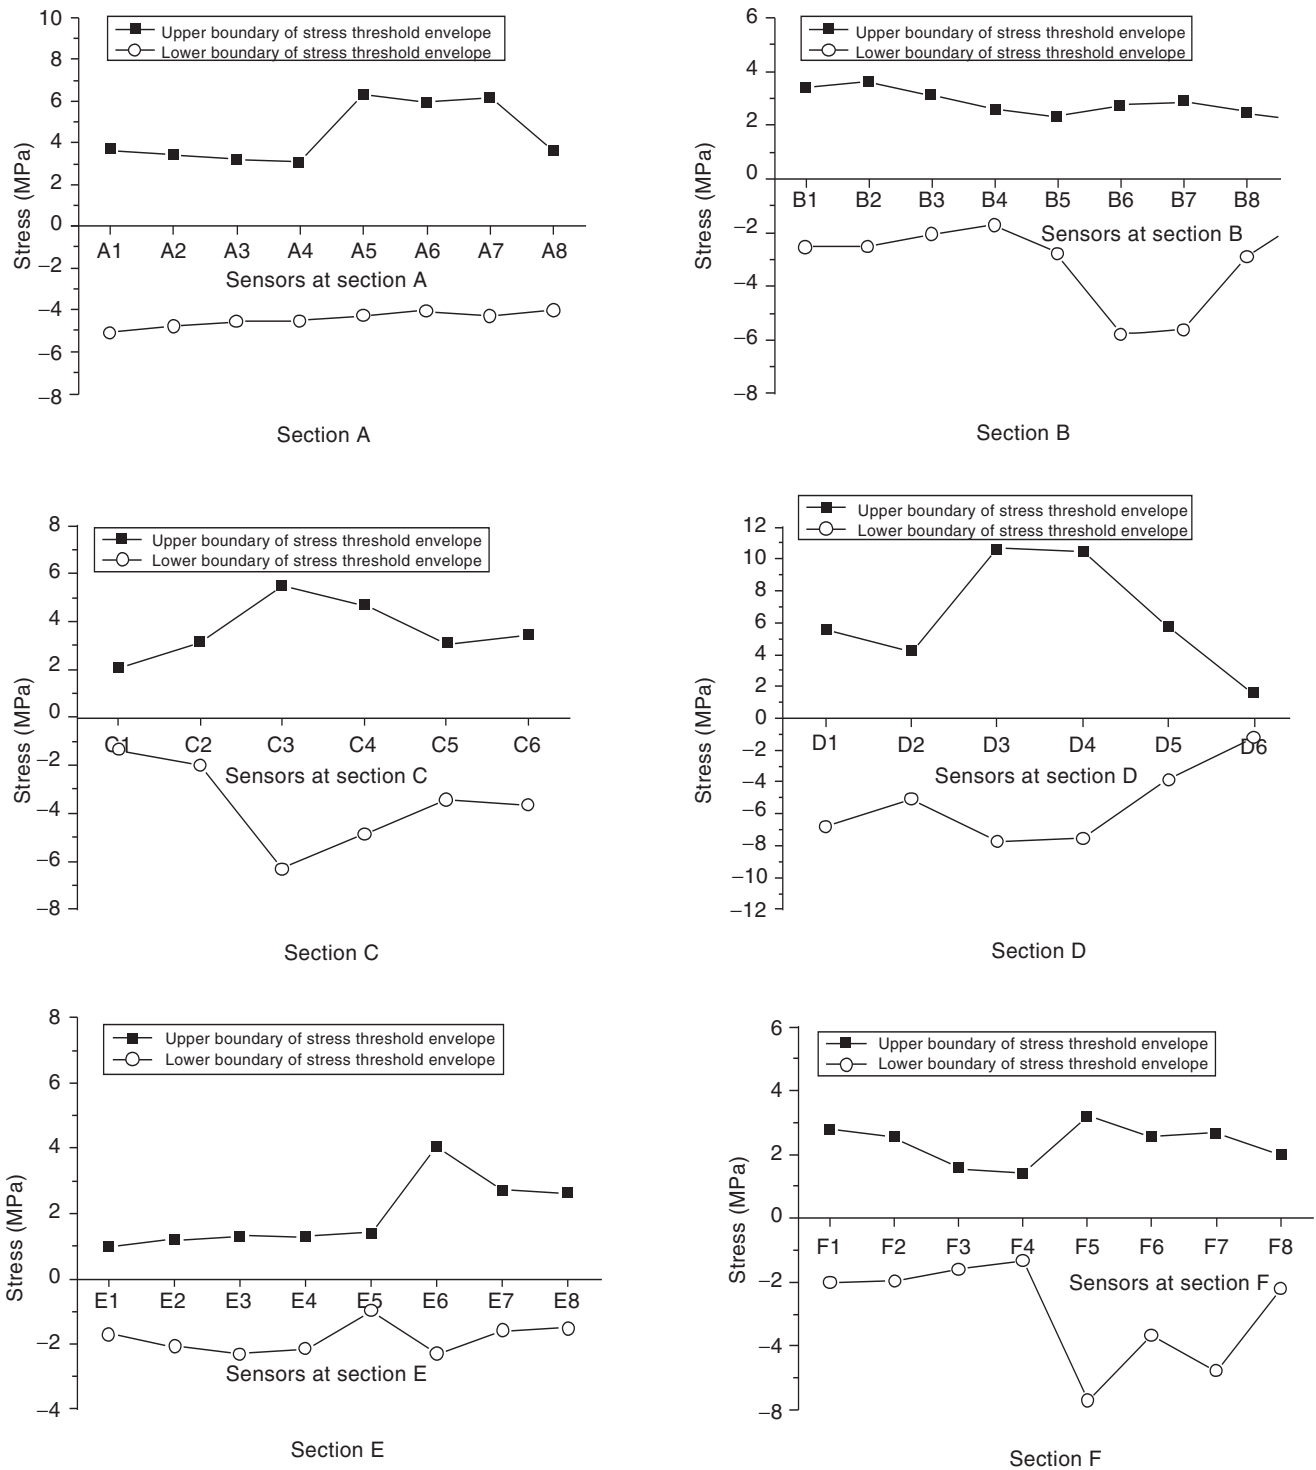 10
8
6
4
2
0
−2
−4
−6
−8
Stress (MPa)
Upper boundary of stress threshold envelope
Lower boundary of stress threshold envelope
A1 A2 A3 A4 A5 A6 A7 A8
Sensors at section A
Section A
6
4
2
0
−2
−4
−6
−8
Stress (MPa)
Upper boundary of stress threshold envelope
Lower boundary of stress threshold envelope
B1 B2 B3 B4 B5 B6 B7 B8
Sensors at section B
Section B
8
6
4
2
0
−2
−4
−6
−8
Stress (MPa)
Upper boundary of stress threshold envelope
Lower boundary of stress threshold envelope
C1 C2 C3 C4 C5 C6
Sensors at section C
Section C
12
10
8
6
4
2
0
−2
−4
−6
−8
−10
−12
Stress (MPa)
Upper boundary of stress threshold envelope
Lower boundary of stress threshold envelope
D1 D2 D3 D4 D5 D6
Sensors at section D
Section D
8
6
4
2
0
−2
−4
Stress (MPa)
Upper boundary of stress threshold envelope
Lower boundary of stress threshold envelope
E1 E2 E3 E4 E5 E6 E7 E8
Sensors at section E
Section E
6
4
2
0
−2
−4
−6
−8
Stress (MPa)
Upper boundary of stress threshold envelope
Lower boundary of stress threshold envelope
F1 F2 F3 F4 F5 F6 F7 F8
Sensors at section F
Section F